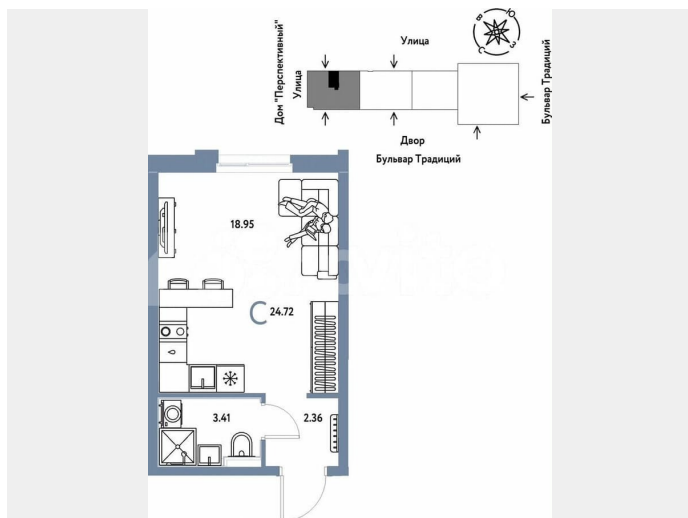 Ю
В
З
С
Улица
Дом "Перспективный"
Улица
Бульвар Традиций
Двор
Бульвар Традиций
18.95
С 24.72
3.41
2.36